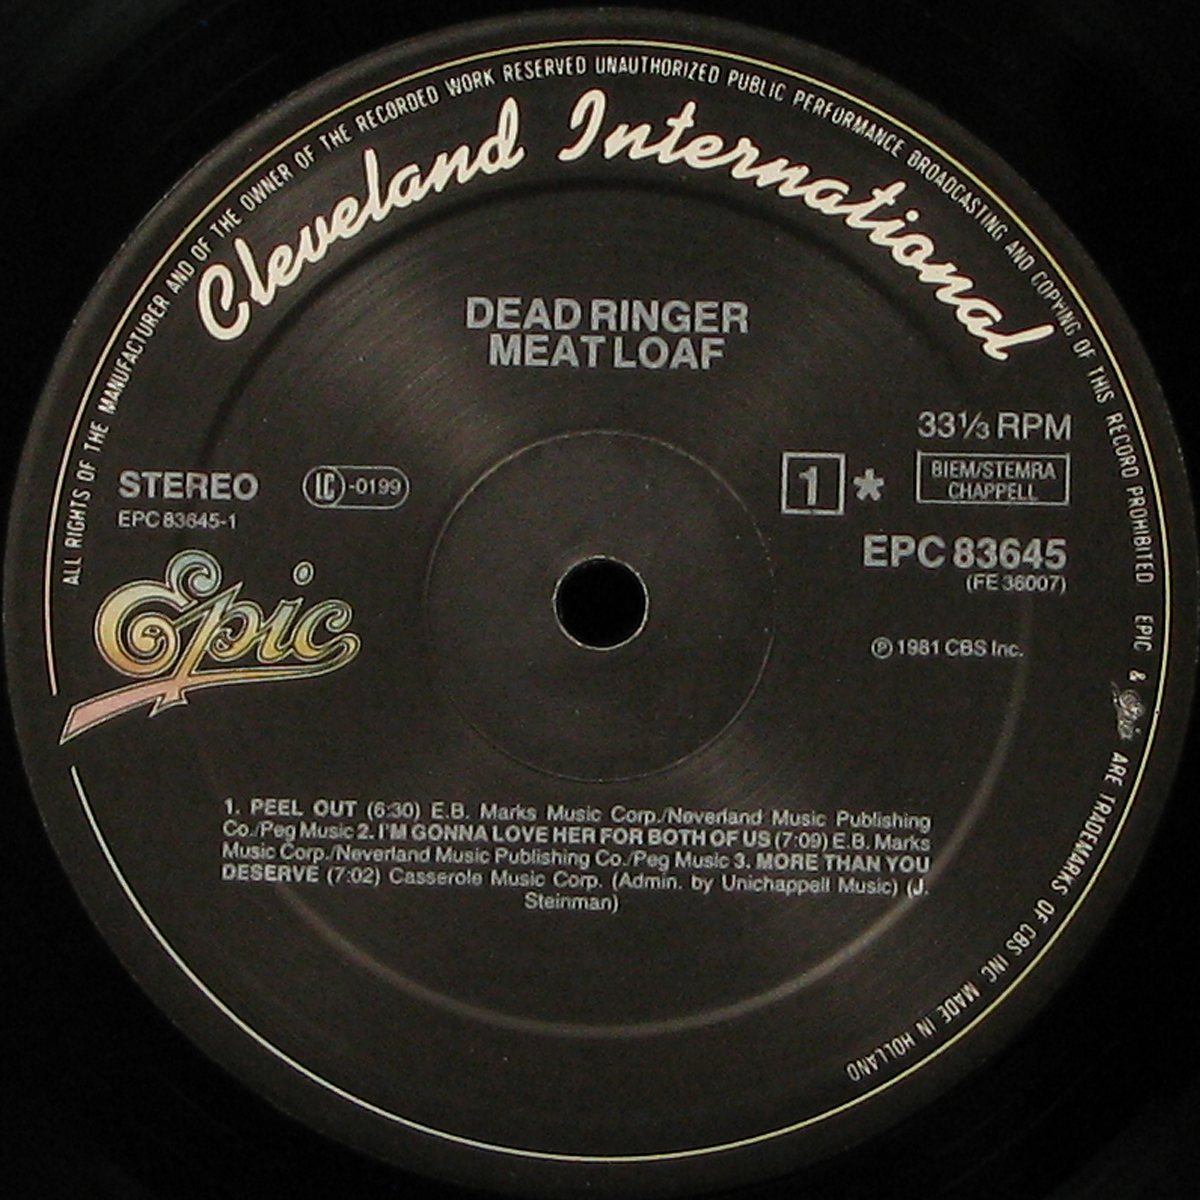 ALL RIGHTS OF THE MANUFACTURER AND OF THE OWNER OF THE RECORDED WORK RESERVED UNAUTHORIZED PUBLIC PERFORMANCE BROADCASTING AND COPYING OF THIS RECORD PROHIBITED EPIC & Epic ARE TRADEMARKS OF CBS INC MADE IN HOLLAND
Cleveland International
DEAD RINGER
MEAT LOAF
33⅓ RPM
STEREO
LC-0199
1 *
BIEM/STEMRA
CHAPPELL
EPC 83645-1
EPC 83645
(FE 36007)
Epic
℗ 1981 CBS Inc.
1. PEEL OUT (6:30) E.B. Marks Music Corp./Neverland Music Publishing
Co./Peg Music 2. I'M GONNA LOVE HER FOR BOTH OF US (7:09) E.B. Marks
Music Corp./Neverland Music Publishing Co./Peg Music 3. MORE THAN YOU
DESERVE (7:02) Casserole Music Corp. (Admin. by Unichappell Music) (J.
Steinman)